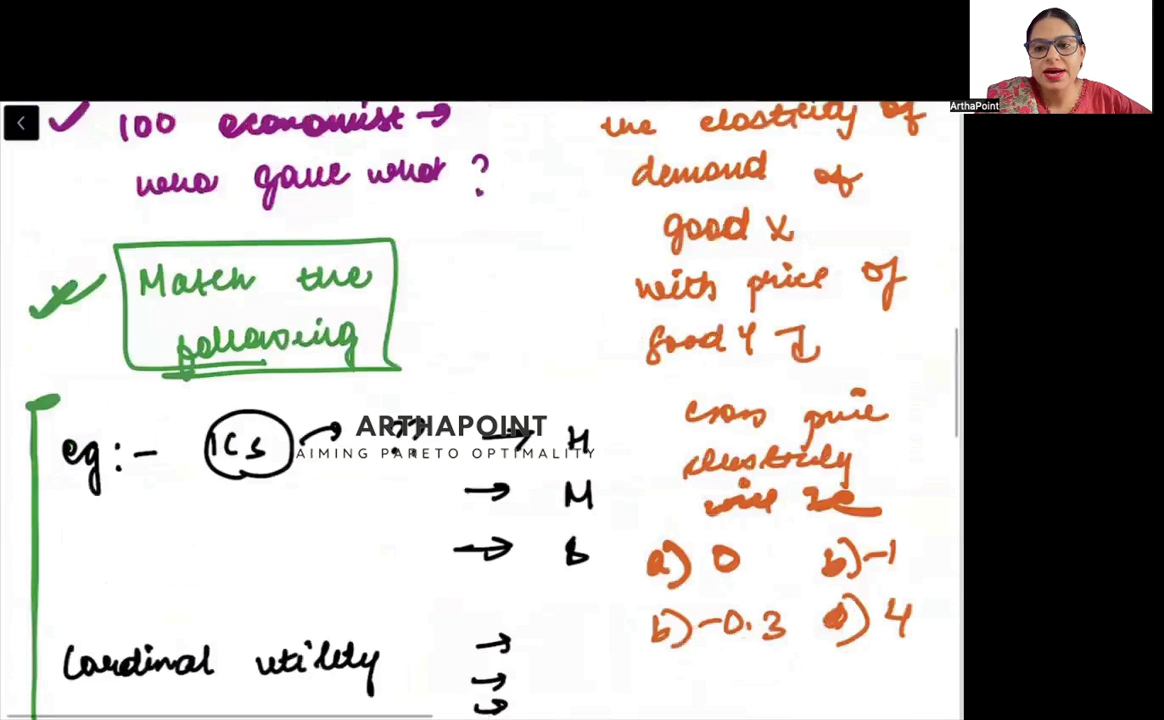 ArthaPoint
100 economist →
who gave what ?
Match the
following
eg:- ICs → ?? → H
→ M
→ S
Cardinal utility →
→
→
ARTHAPOINT
AIMING PARETO OPTIMALITY
the elasticity of
demand of
good X
with price of
good Y
cross price
elasticity
will be
a) 0 b) -1
b) -0.3 d) 4